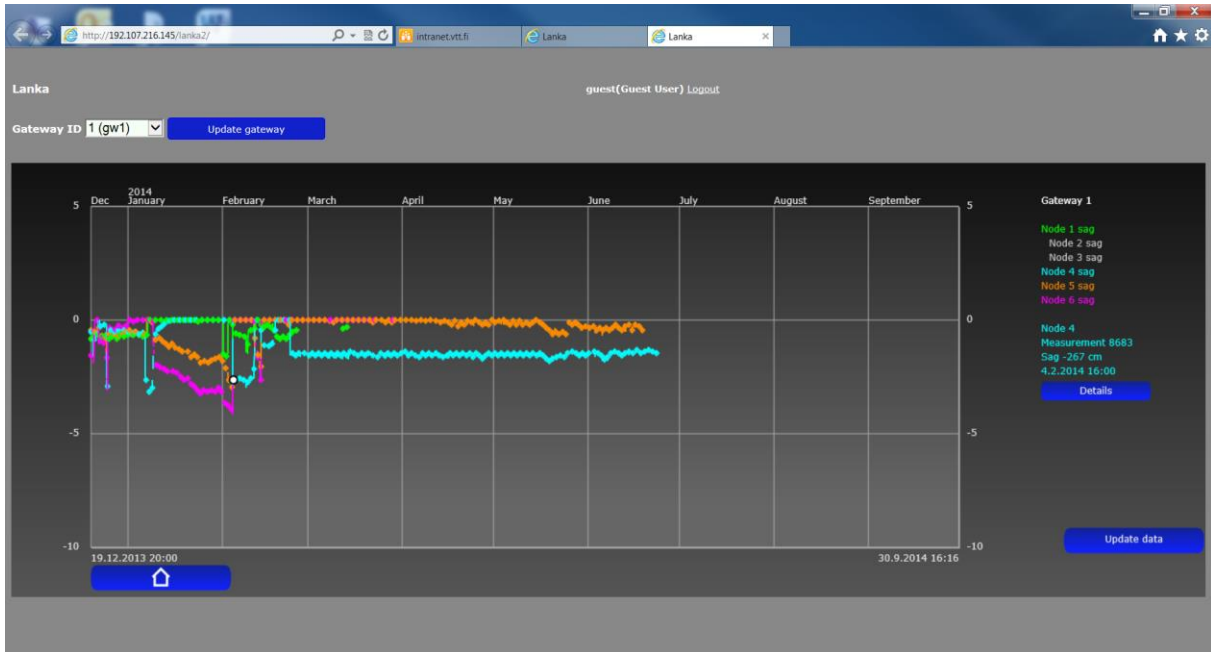 http://192.107.216.145/lanka2/
intranet.vtt.fi
Lanka
Lanka
Lanka
guest(Guest User) Logout
Gateway ID 1 (gw1) Update gateway
2014
Dec January February March April May June July August September
5 5
0 0
-5 -5
-10 -10
19.12.2013 20:00 30.9.2014 16:16
Gateway 1
Node 1 sag
Node 2 sag
Node 3 sag
Node 4 sag
Node 5 sag
Node 6 sag
Node 4
Measurement 8683
Sag -267 cm
4.2.2014 16:00
Details
Update data